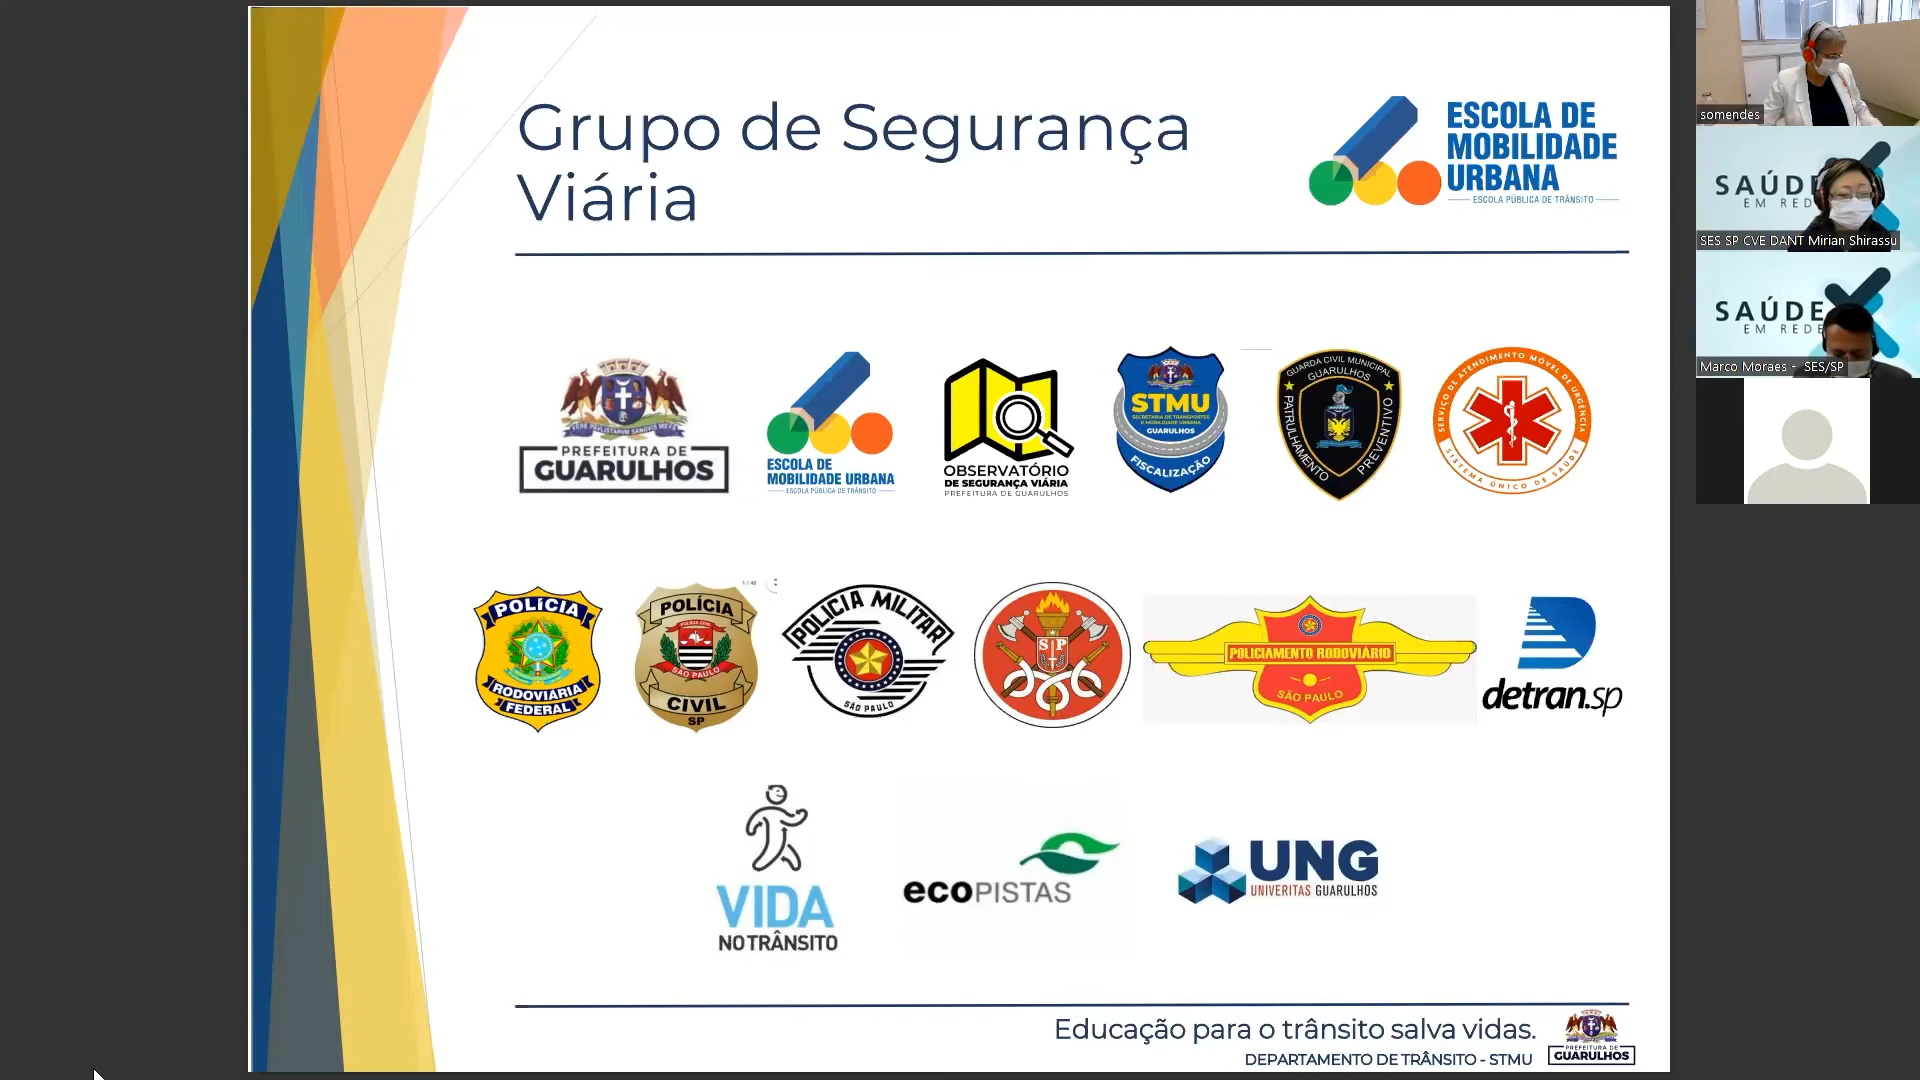 Grupo de Segurança
Viária
ESCOLA DE
MOBILIDADE
URBANA
ESCOLA PÚBLICA DE TRÂNSITO
PREFEITURA DE
GUARULHOS
ESCOLA DE
MOBILIDADE URBANA
ESCOLA PÚBLICA DE TRÂNSITO
OBSERVATÓRIO
DE SEGURANÇA VIÁRIA
PREFEITURA DE GUARULHOS
STMU
SECRETARIA DE TRANSPORTES
E MOBILIDADE URBANA
GUARULHOS
FISCALIZAÇÃO
GUARDA CIVIL MUNICIPAL
GUARULHOS
PATRULHAMENTO
PREVENTIVO
SERVIÇO DE ATENDIMENTO MÓVEL DE URGÊNCIA
SISTEMA ÚNICO DE SAÚDE
POLÍCIA
RODOVIÁRIA
FEDERAL
POLÍCIA
POLÍCIA CIVIL
SÃO PAULO
CIVIL
SP
POLÍCIA MILITAR
SÃO PAULO
SP
POLICIAMENTO RODOVIÁRIO
SÃO PAULO
detran.sp
VIDA
NO TRÂNSITO
ecoPISTAS
UNG
UNIVERITAS GUARULHOS
Educação para o trânsito salva vidas.
DEPARTAMENTO DE TRÂNSITO - STMU
PREFEITURA DE
GUARULHOS
somendes
SAÚDE
EM REDE
SES SP CVE DANT Mirian Shirassu
SAÚDE
EM REDE
Marco Moraes - SES/SP